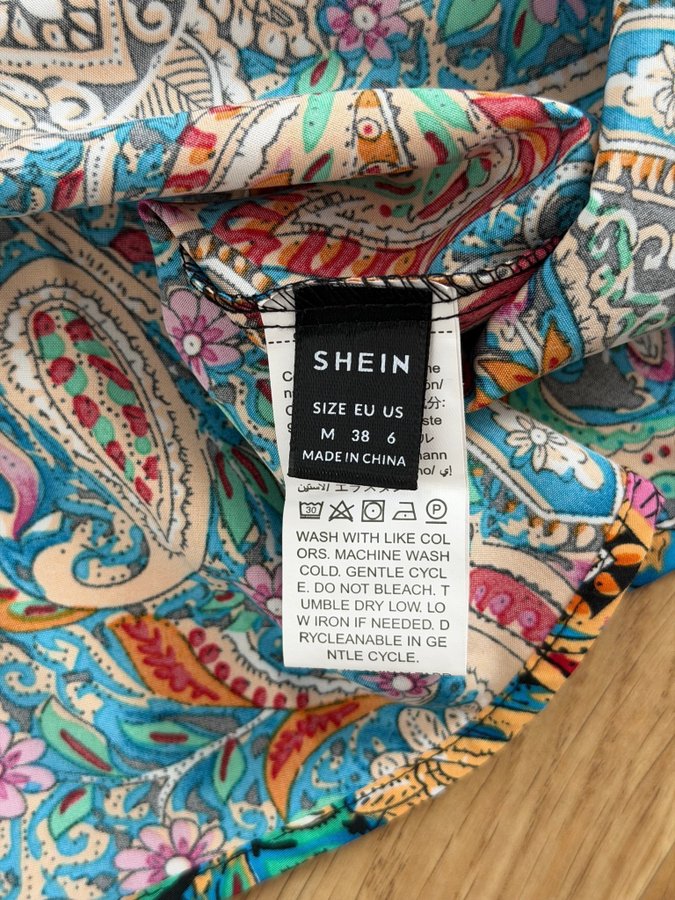 SHEIN
SIZE EU US
M 38 6
MADE IN CHINA
30
P
WASH WITH LIKE COL
ORS. MACHINE WASH
COLD. GENTLE CYCL
E. DO NOT BLEACH. T
UMBLE DRY LOW. LO
W IRON IF NEEDED. D
RYCLEANABLE IN GE
NTLE CYCLE.